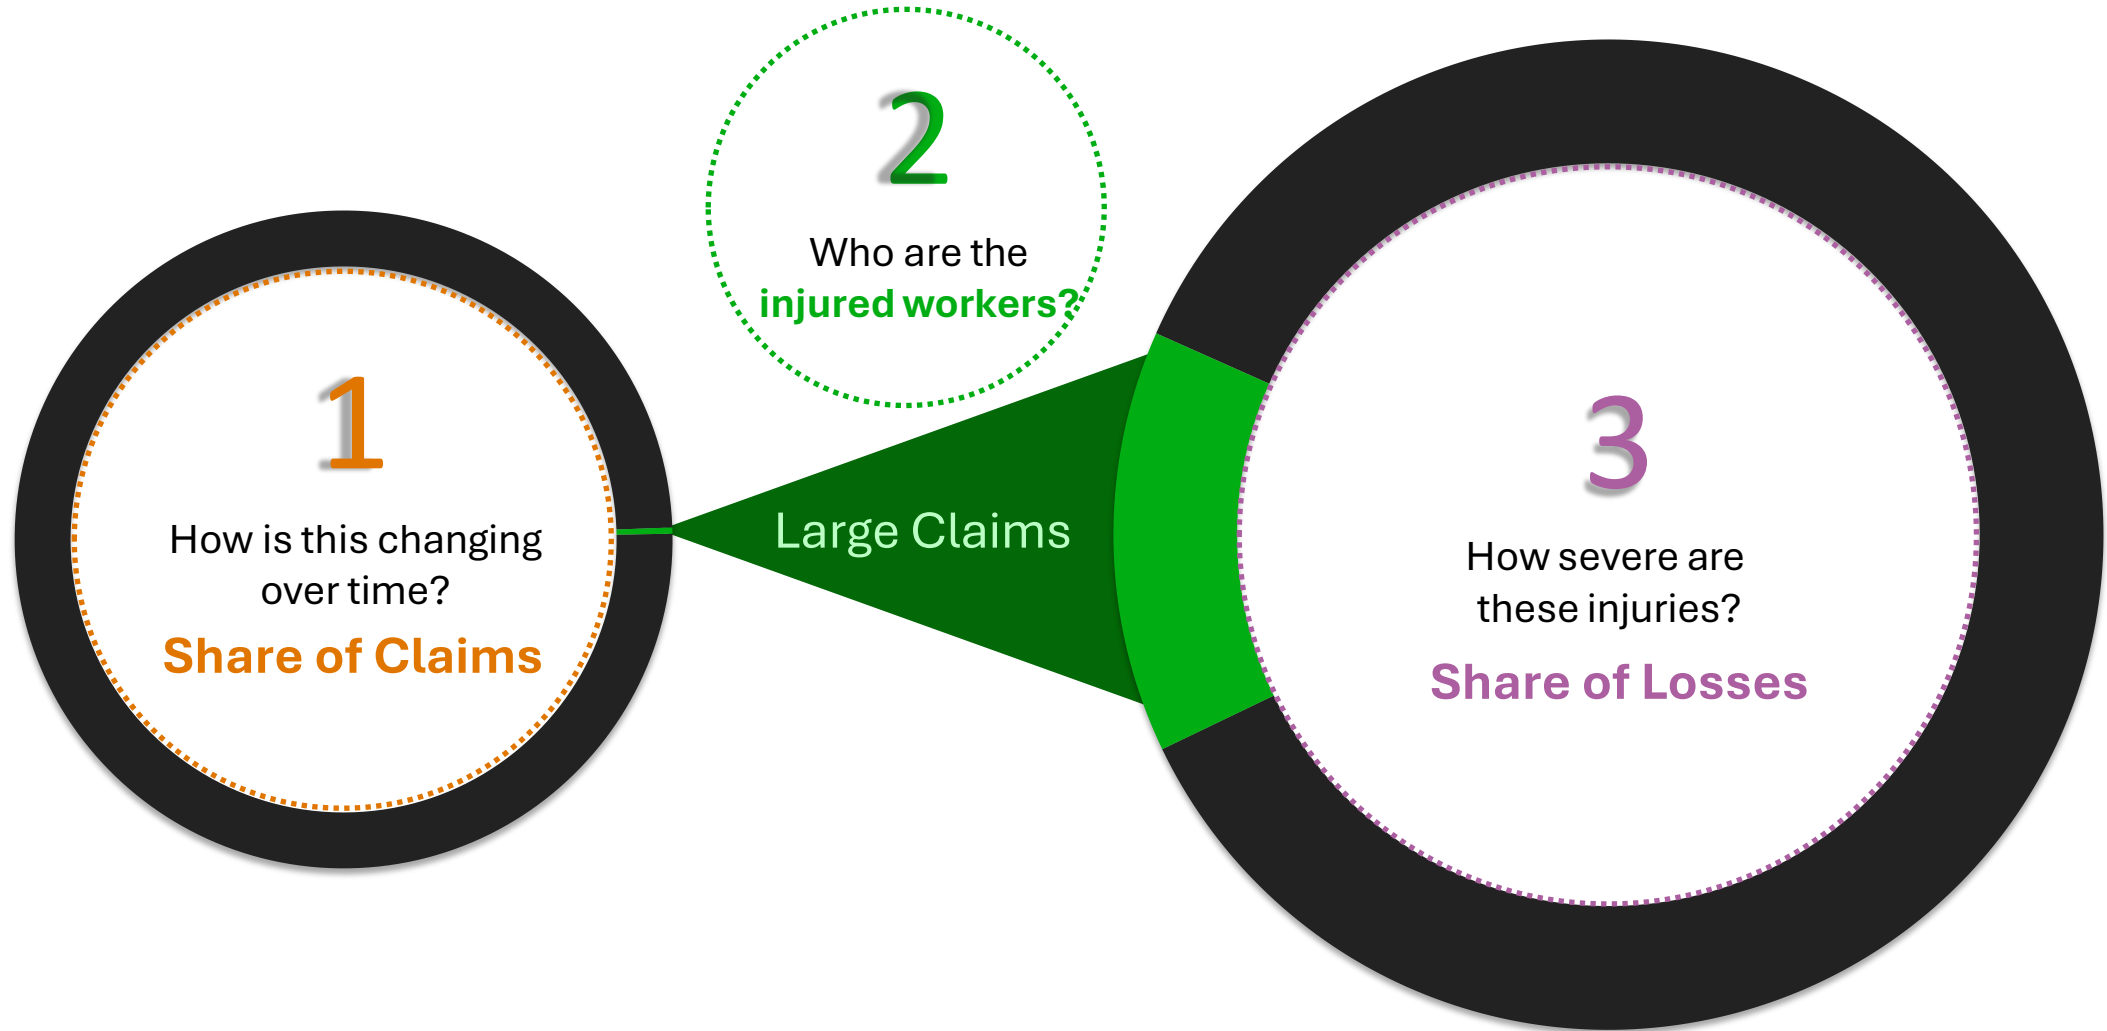 1
How is this changing
over time?
Share of Claims
2
Who are the
injured workers?
Large Claims
3
How severe are
these injuries?
Share of Losses